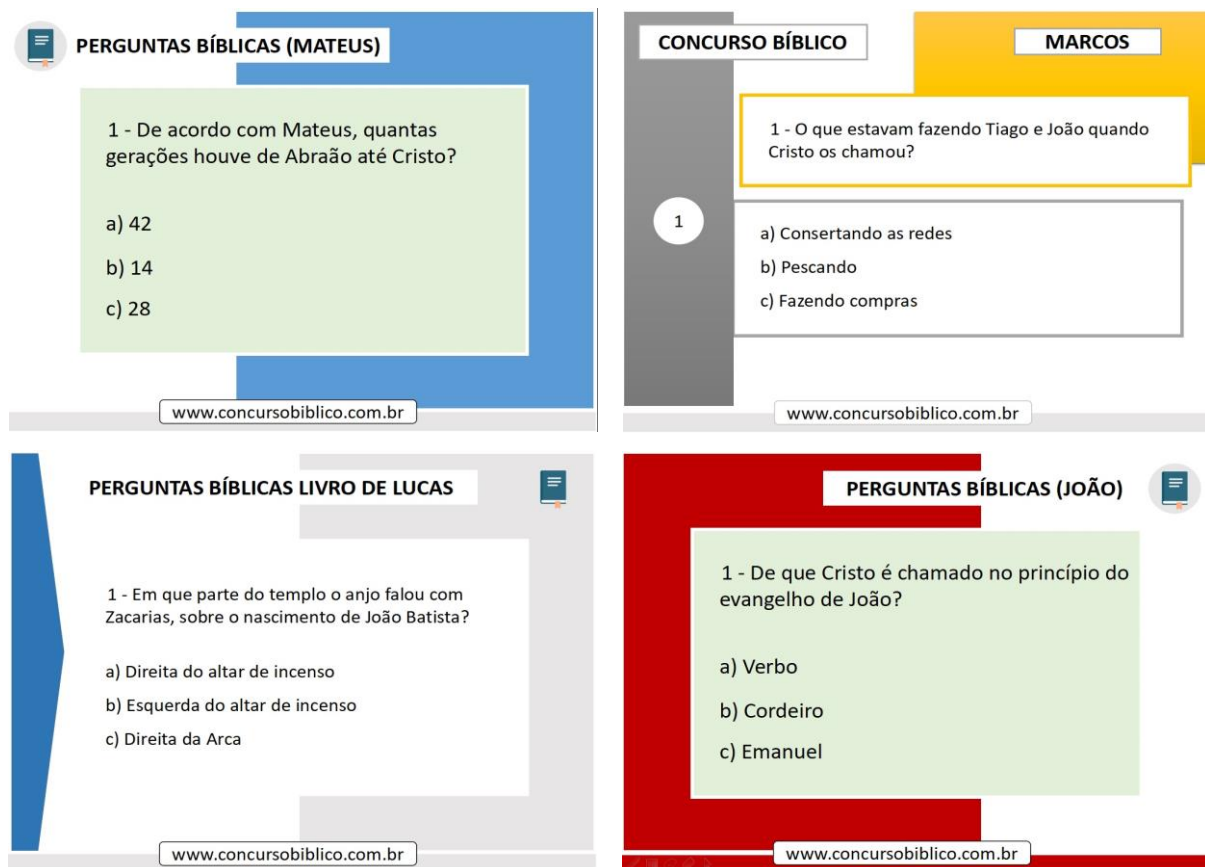 PERGUNTAS BÍBLICAS (MATEUS)
1 - De acordo com Mateus, quantas
gerações houve de Abraão até Cristo?
a) 42
b) 14
c) 28
www.concursobiblico.com.br
CONCURSO BÍBLICO
MARCOS
1 - O que estavam fazendo Tiago e João quando
Cristo os chamou?
1
a) Consertando as redes
b) Pescando
c) Fazendo compras
www.concursobiblico.com.br
PERGUNTAS BÍBLICAS LIVRO DE LUCAS
1 - Em que parte do templo o anjo falou com
Zacarias, sobre o nascimento de João Batista?
a) Direita do altar de incenso
b) Esquerda do altar de incenso
c) Direita da Arca
www.concursobiblico.com.br
PERGUNTAS BÍBLICAS (JOÃO)
1 - De que Cristo é chamado no princípio do
evangelho de João?
a) Verbo
b) Cordeiro
c) Emanuel
www.concursobiblico.com.br